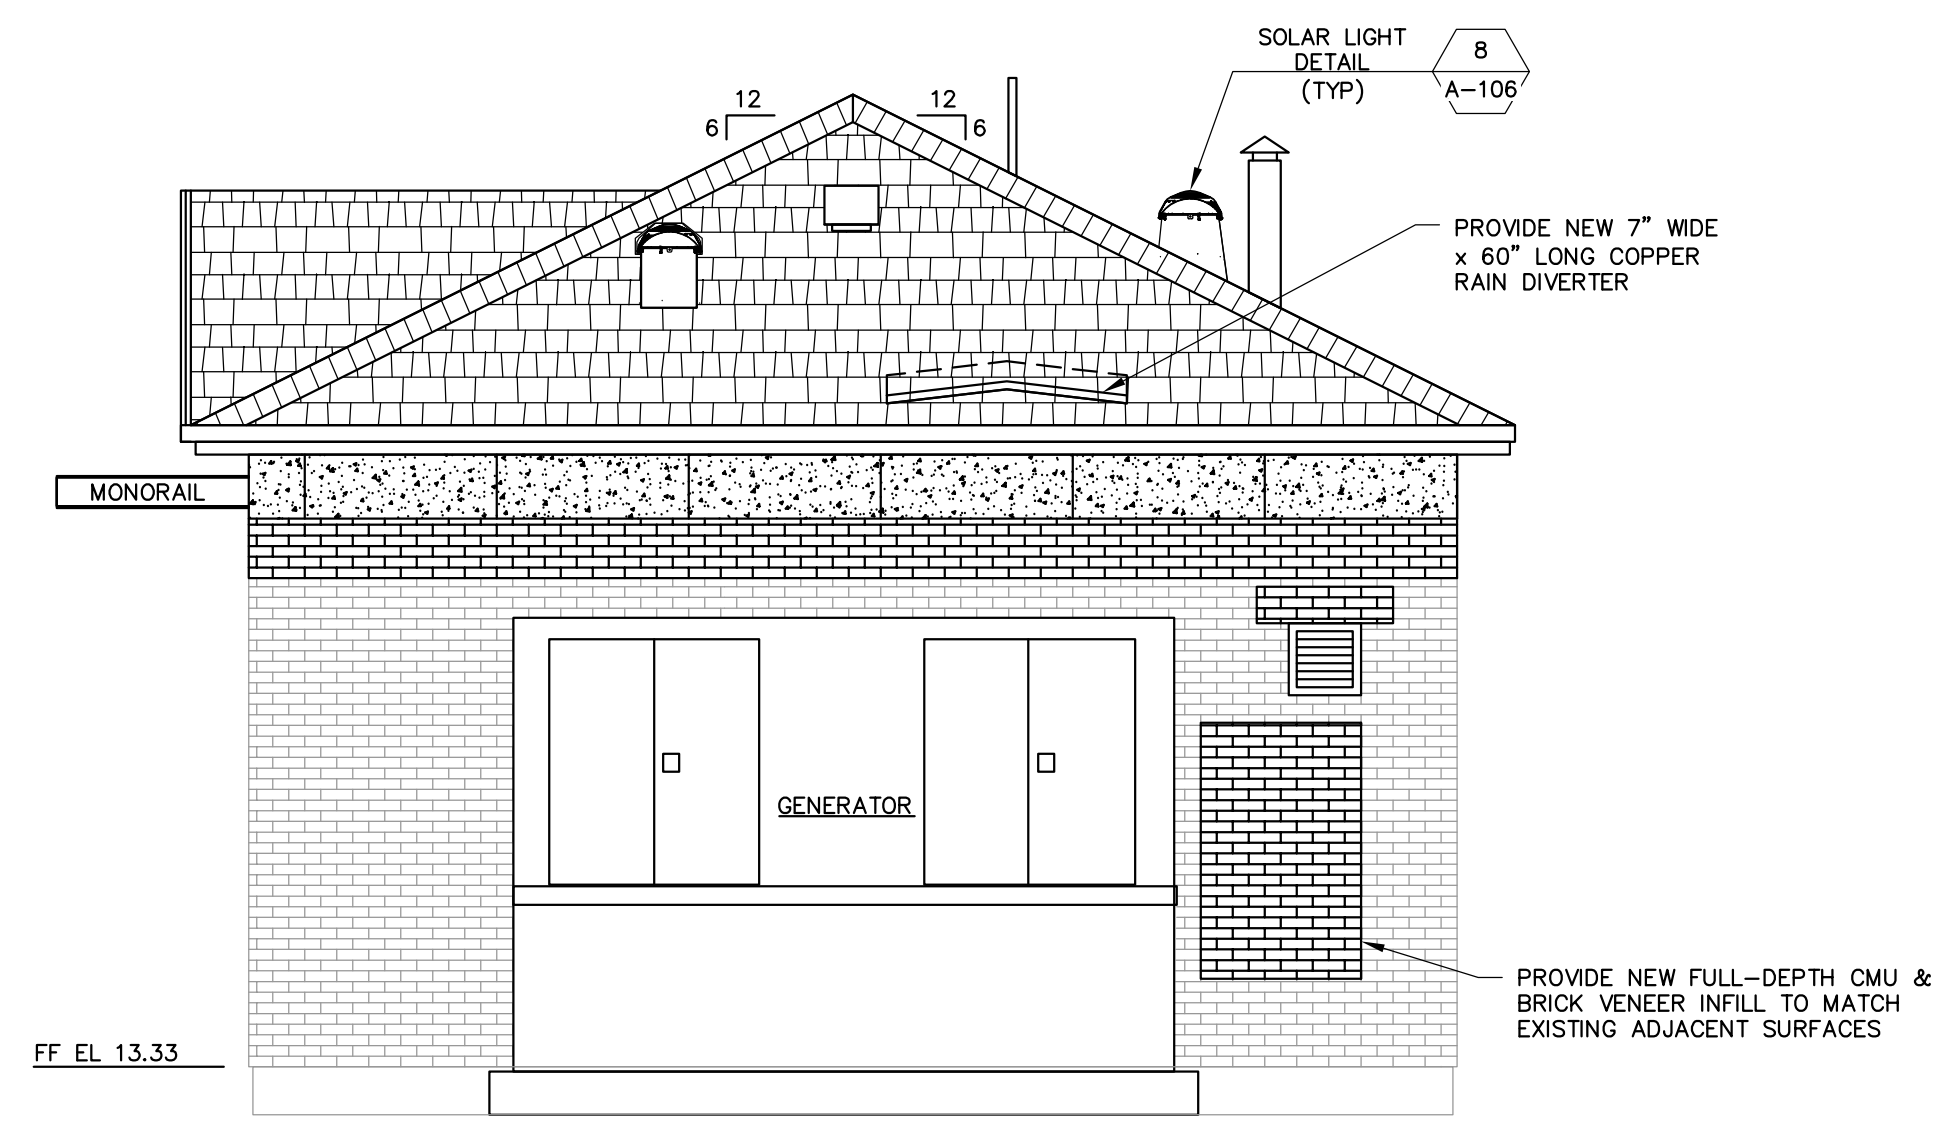 SOLAR LIGHT
DETAIL
(TYP)
8
A-106
12
6
12
6
PROVIDE NEW 7" WIDE
x 60" LONG COPPER
RAIN DIVERTER
MONORAIL
GENERATOR
PROVIDE NEW FULL-DEPTH CMU &
BRICK VENEER INFILL TO MATCH
EXISTING ADJACENT SURFACES
FF EL 13.33